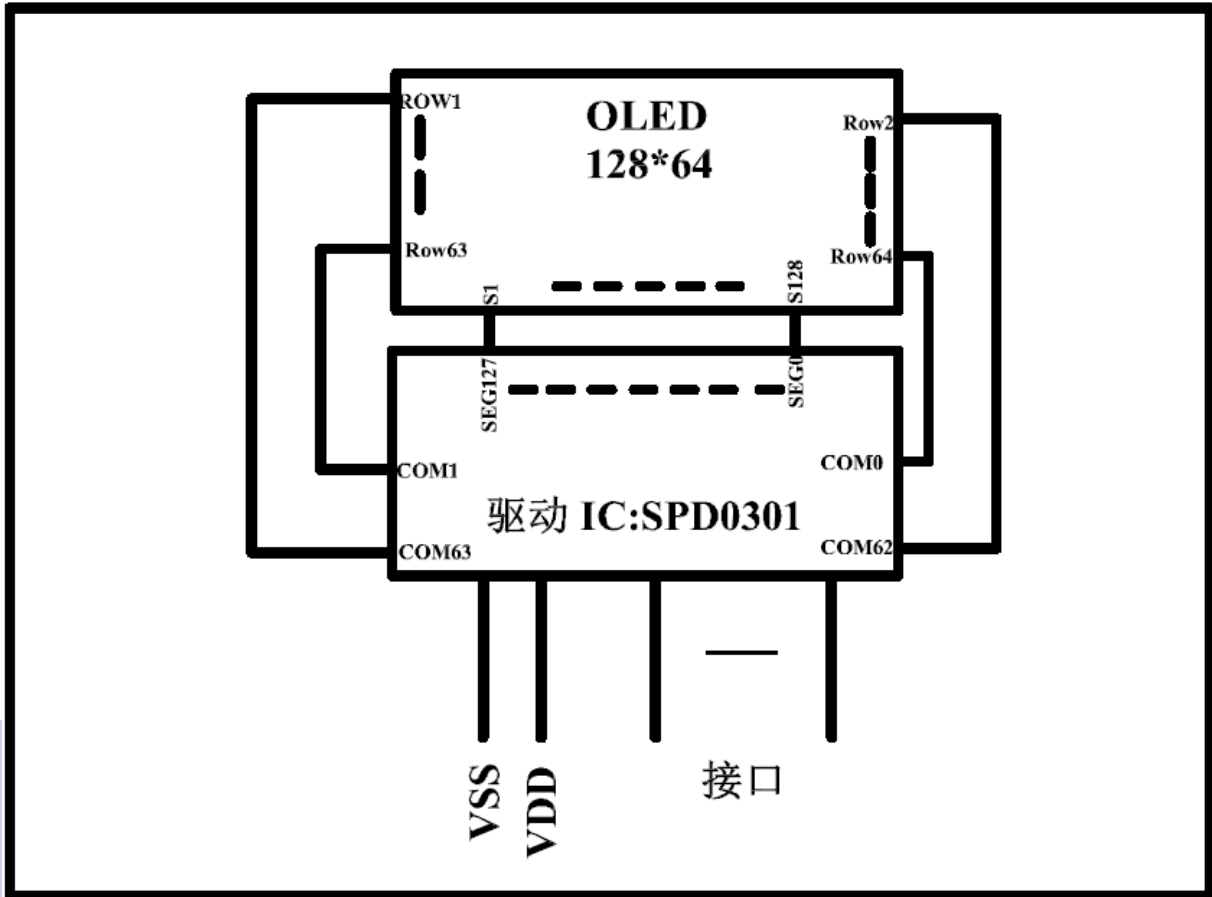 ROW1
OLED
128*64
Row2
Row63
Row64
S1
S128
SEG127
SEG0
COM1
COM0
驱动 IC:SPD0301
COM63
COM62
VSS
VDD
接口